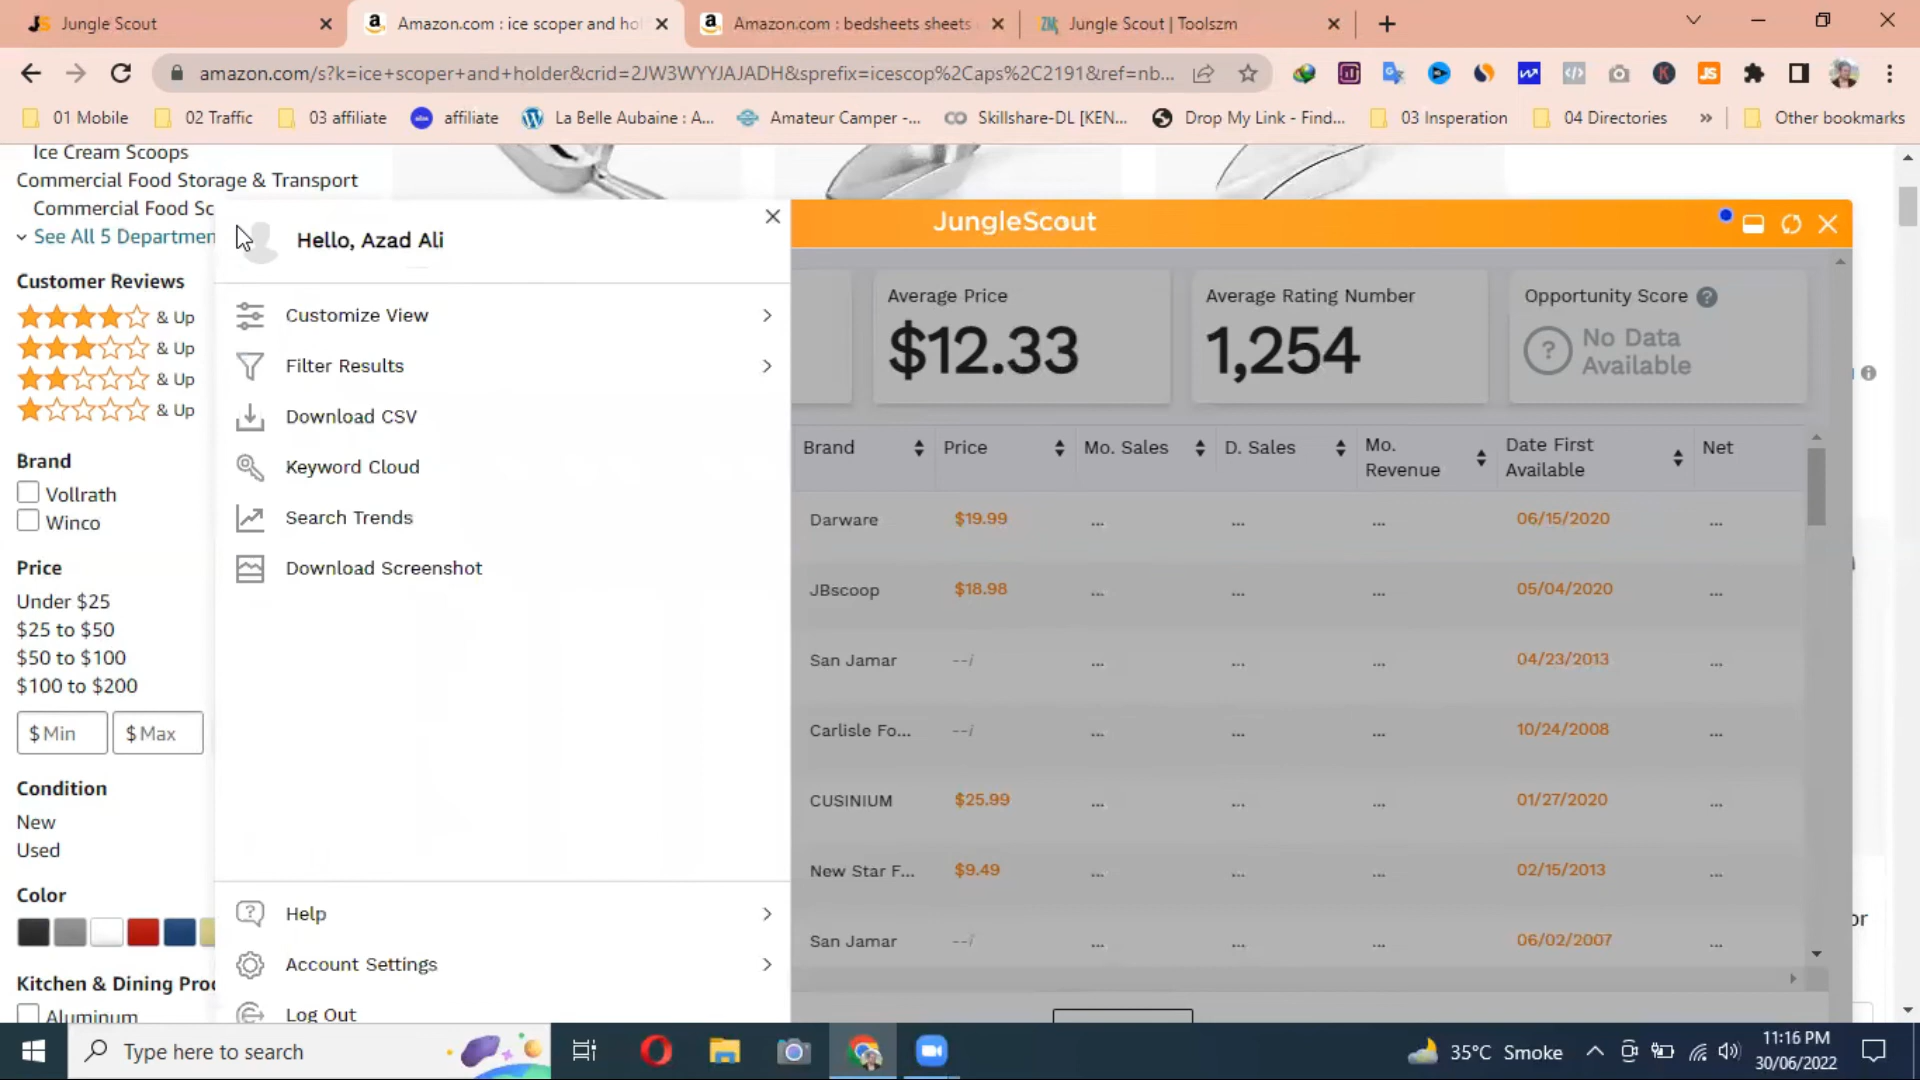 Jungle Scout
Amazon.com : ice scoper and hol
Amazon.com : bedsheets sheets
Jungle Scout | Toolszm
amazon.com/s?k=ice+scoper+and+holder&crid=2JW3WYYJAJADH&sprefix=icescop%2Caps%2C2191&ref=nb...
01 Mobile
02 Traffic
03 affiliate
affiliate
La Belle Aubaine : A...
Amateur Camper -...
Skillshare-DL [KEN...
Drop My Link - Find...
03 Insperation
04 Directories
»
Other bookmarks
Ice Cream Scoops
Commercial Food Storage & Transport
Commercial Food Sc
See All 5 Departmen
Customer Reviews
& Up
& Up
& Up
& Up
Brand
Vollrath
Winco
Price
Under $25
$25 to $50
$50 to $100
$100 to $200
$ Min
$ Max
Condition
New
Used
Color
Kitchen & Dining Pro
Aluminum
Hello, Azad Ali
Customize View
Filter Results
Download CSV
Keyword Cloud
Search Trends
Download Screenshot
Help
Account Settings
Log Out
JungleScout
Average Price
$12.33
Average Rating Number
1,254
Opportunity Score ?
? No Data
Available
Brand Price Mo. Sales D. Sales Mo. Revenue Date First Available Net
Darware $19.99 ... ... ... 06/15/2020 ...
JBscoop $18.98 ... ... ... 05/04/2020 ...
San Jamar --i ... ... ... 04/23/2013 ...
Carlisle Fo... --i ... ... ... 10/24/2008 ...
CUSINIUM $25.99 ... ... ... 01/27/2020 ...
New Star F... $9.49 ... ... ... 02/15/2013 ...
San Jamar --i ... ... ... 06/02/2007 ...
or
Type here to search
35°C Smoke
11:16 PM
30/06/2022